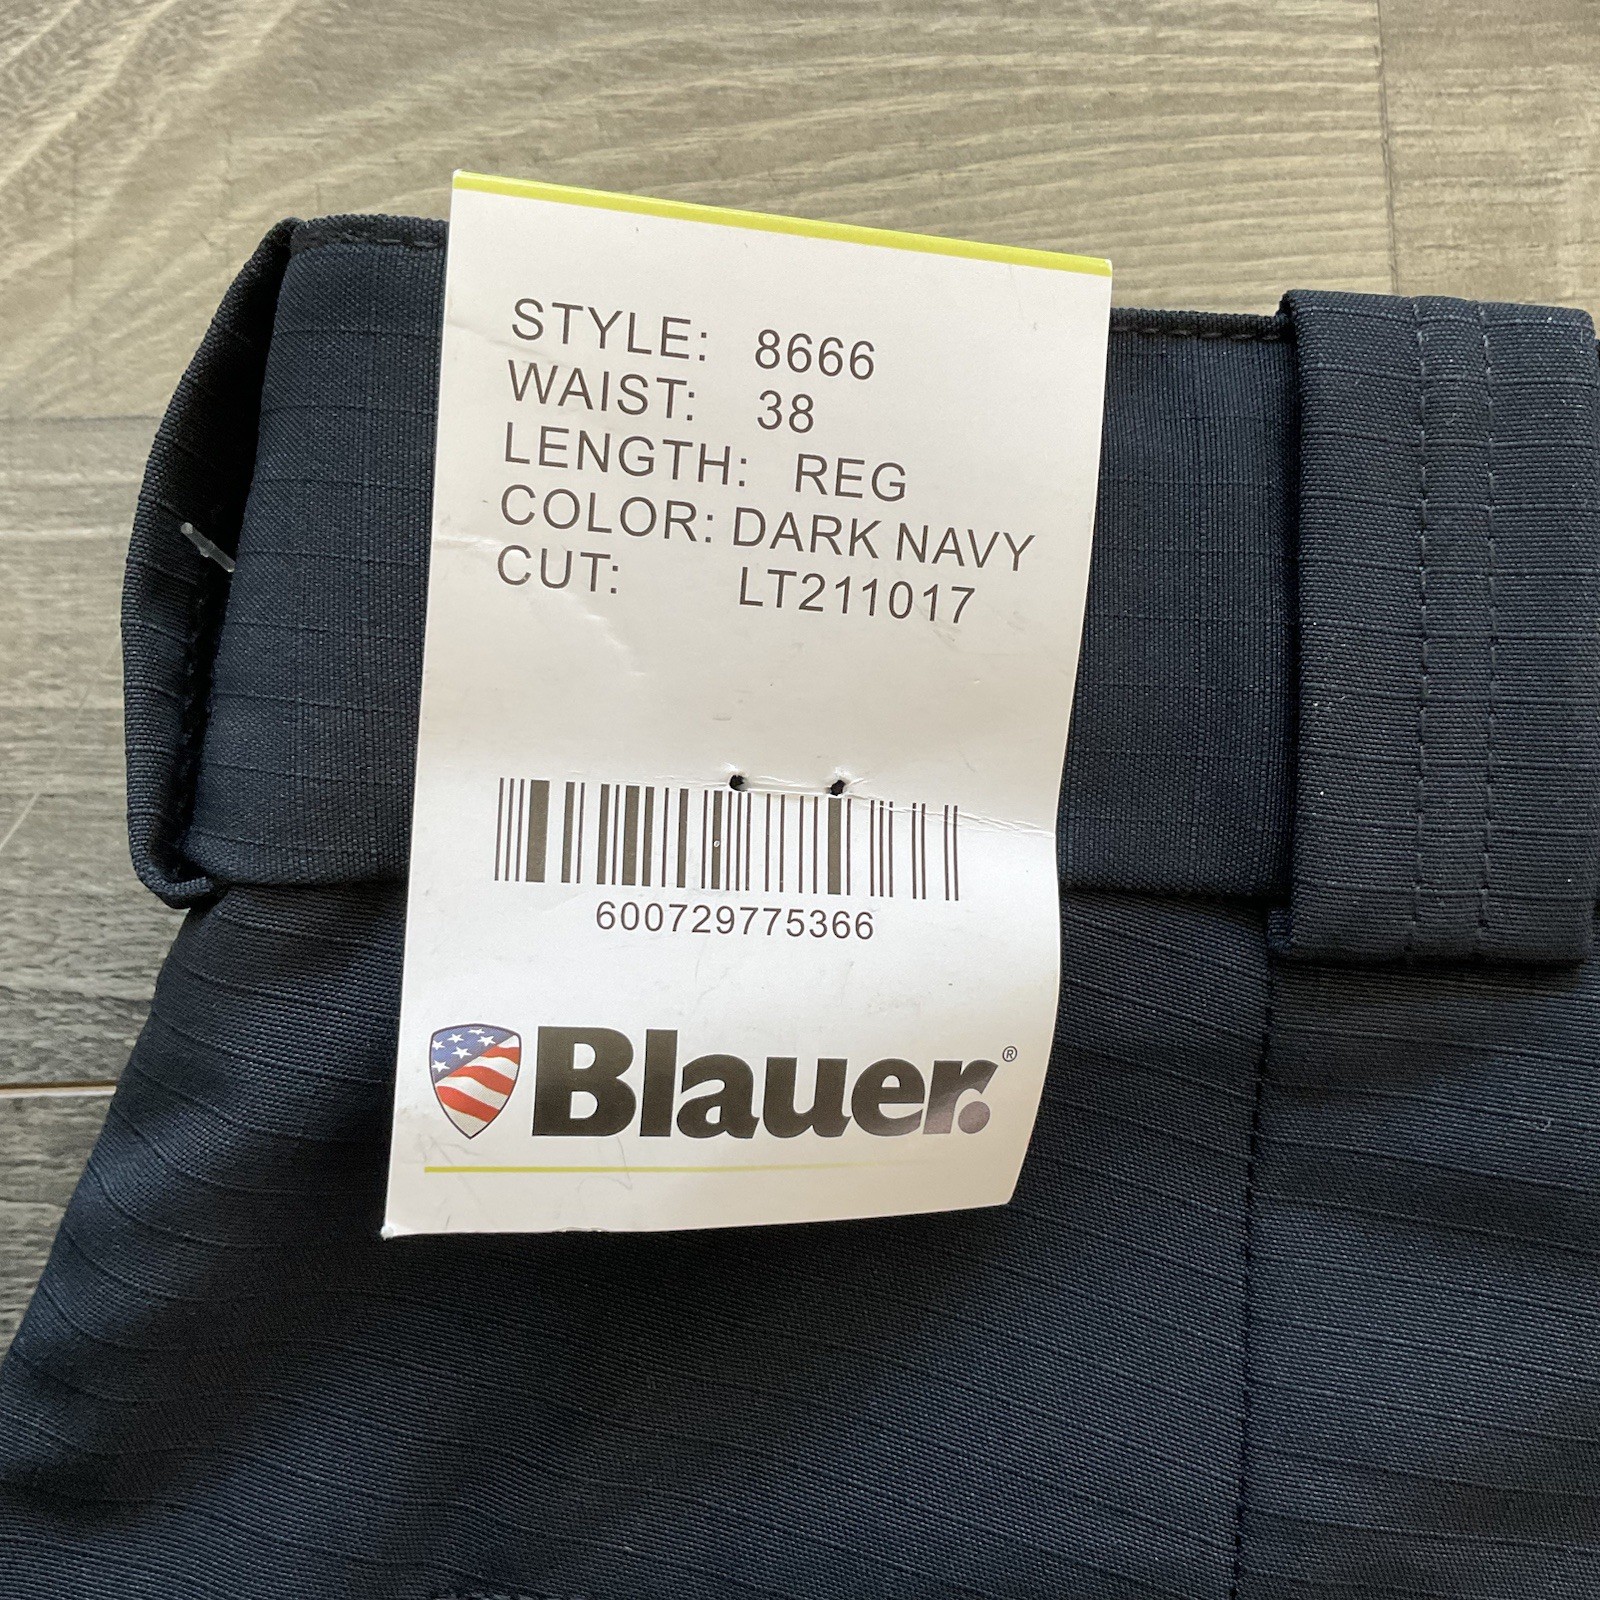 STYLE: 8666
WAIST: 38
LENGTH: REG
COLOR: DARK NAVY
CUT: LT211017
600729775366
Blauer.®